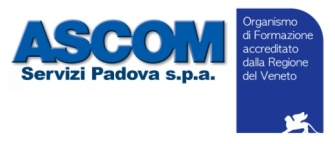 ASCOM
Servizi Padova s.p.a.
Organismo
di Formazione
accreditato
dalla Regione
del Veneto